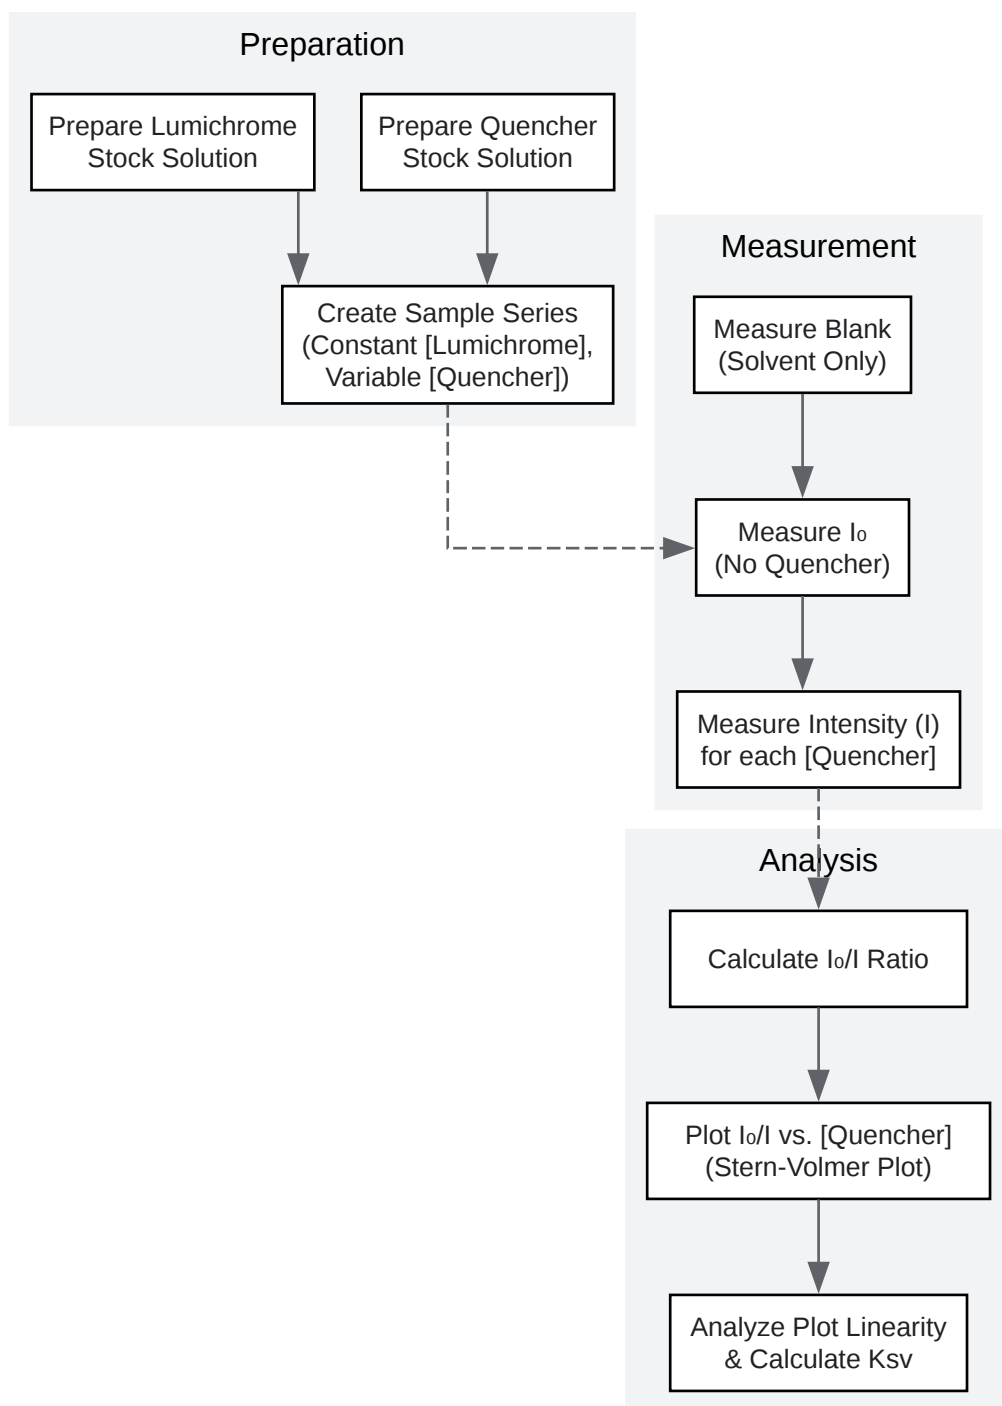 Preparation
Prepare Lumichrome
Stock Solution
Prepare Quencher
Stock Solution
Create Sample Series
(Constant [Lumichrome],
Variable [Quencher])
Measurement
Measure Blank
(Solvent Only)
Measure I₀
(No Quencher)
Measure Intensity (I)
for each [Quencher]
Analysis
Calculate I₀/I Ratio
Plot I₀/I vs. [Quencher]
(Stern-Volmer Plot)
Analyze Plot Linearity
& Calculate Ksv